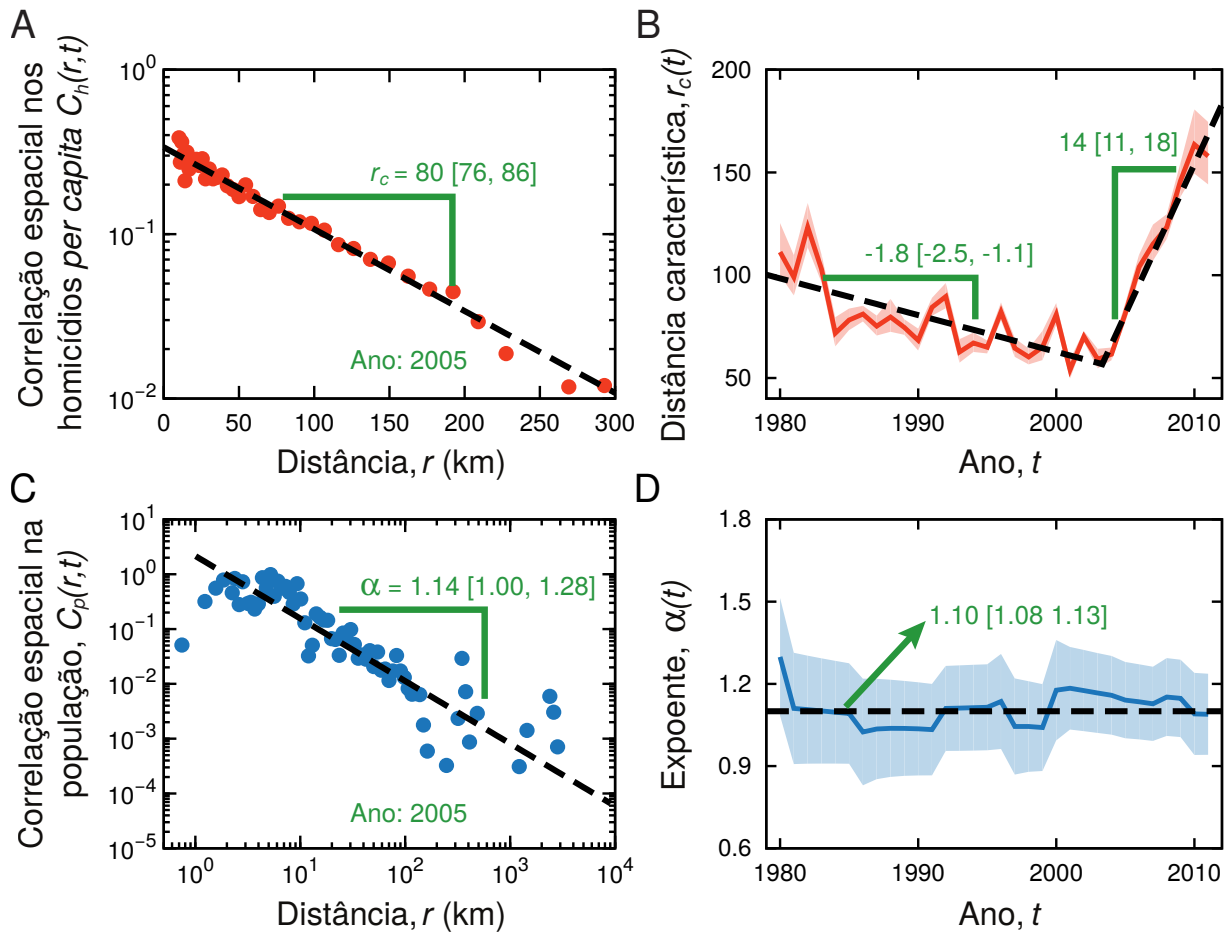 A
Correlação espacial nos
homicídios per capita C_h(r,t)
10^0
10^-1
10^-2
r_c = 80 [76, 86]
Ano: 2005
0 50 100 150 200 250 300
Distância, r (km)
B
Distância característica, r_c(t)
200
150
100
50
14 [11, 18]
-1.8 [-2.5, -1.1]
1980 1990 2000 2010
Ano, t
C
Correlação espacial na
população, C_p(r,t)
10^1
10^0
10^-1
10^-2
10^-3
10^-4
10^-5
α = 1.14 [1.00, 1.28]
Ano: 2005
10^0 10^1 10^2 10^3 10^4
Distância, r (km)
D
Expoente, α(t)
1.8
1.5
1.2
0.9
0.6
1.10 [1.08 1.13]
1980 1990 2000 2010
Ano, t